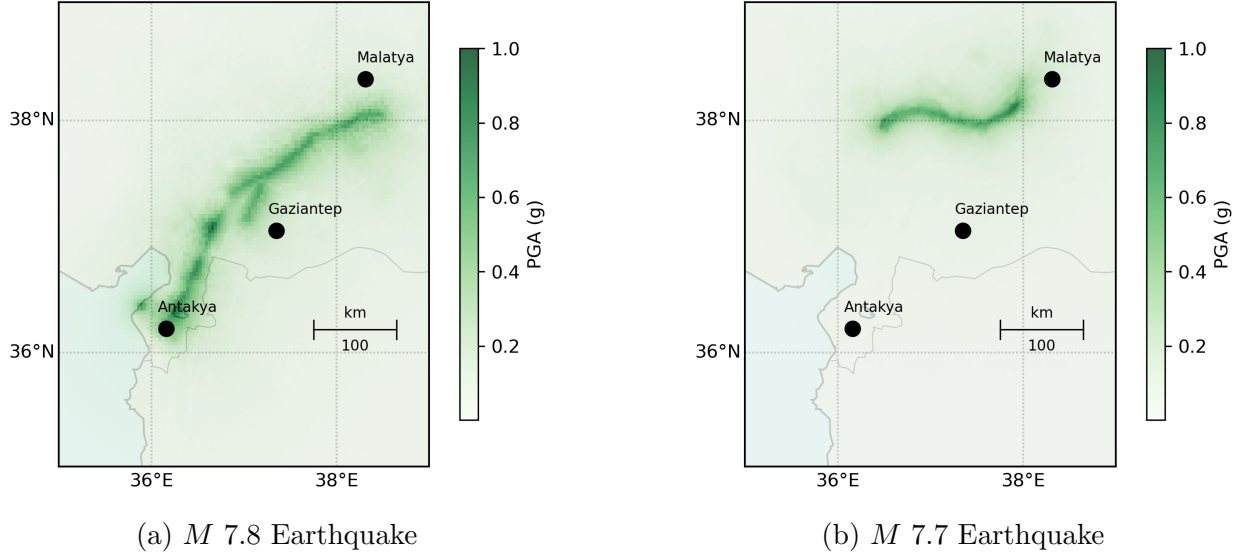 Malatya
38°N
Gaziantep
Antakya
km
100
36°N
36°E
38°E
1.0
0.8
0.6
0.4
0.2
PGA (g)
(a) M 7.8 Earthquake
Malatya
38°N
Gaziantep
Antakya
km
100
36°N
36°E
38°E
1.0
0.8
0.6
0.4
0.2
PGA (g)
(b) M 7.7 Earthquake